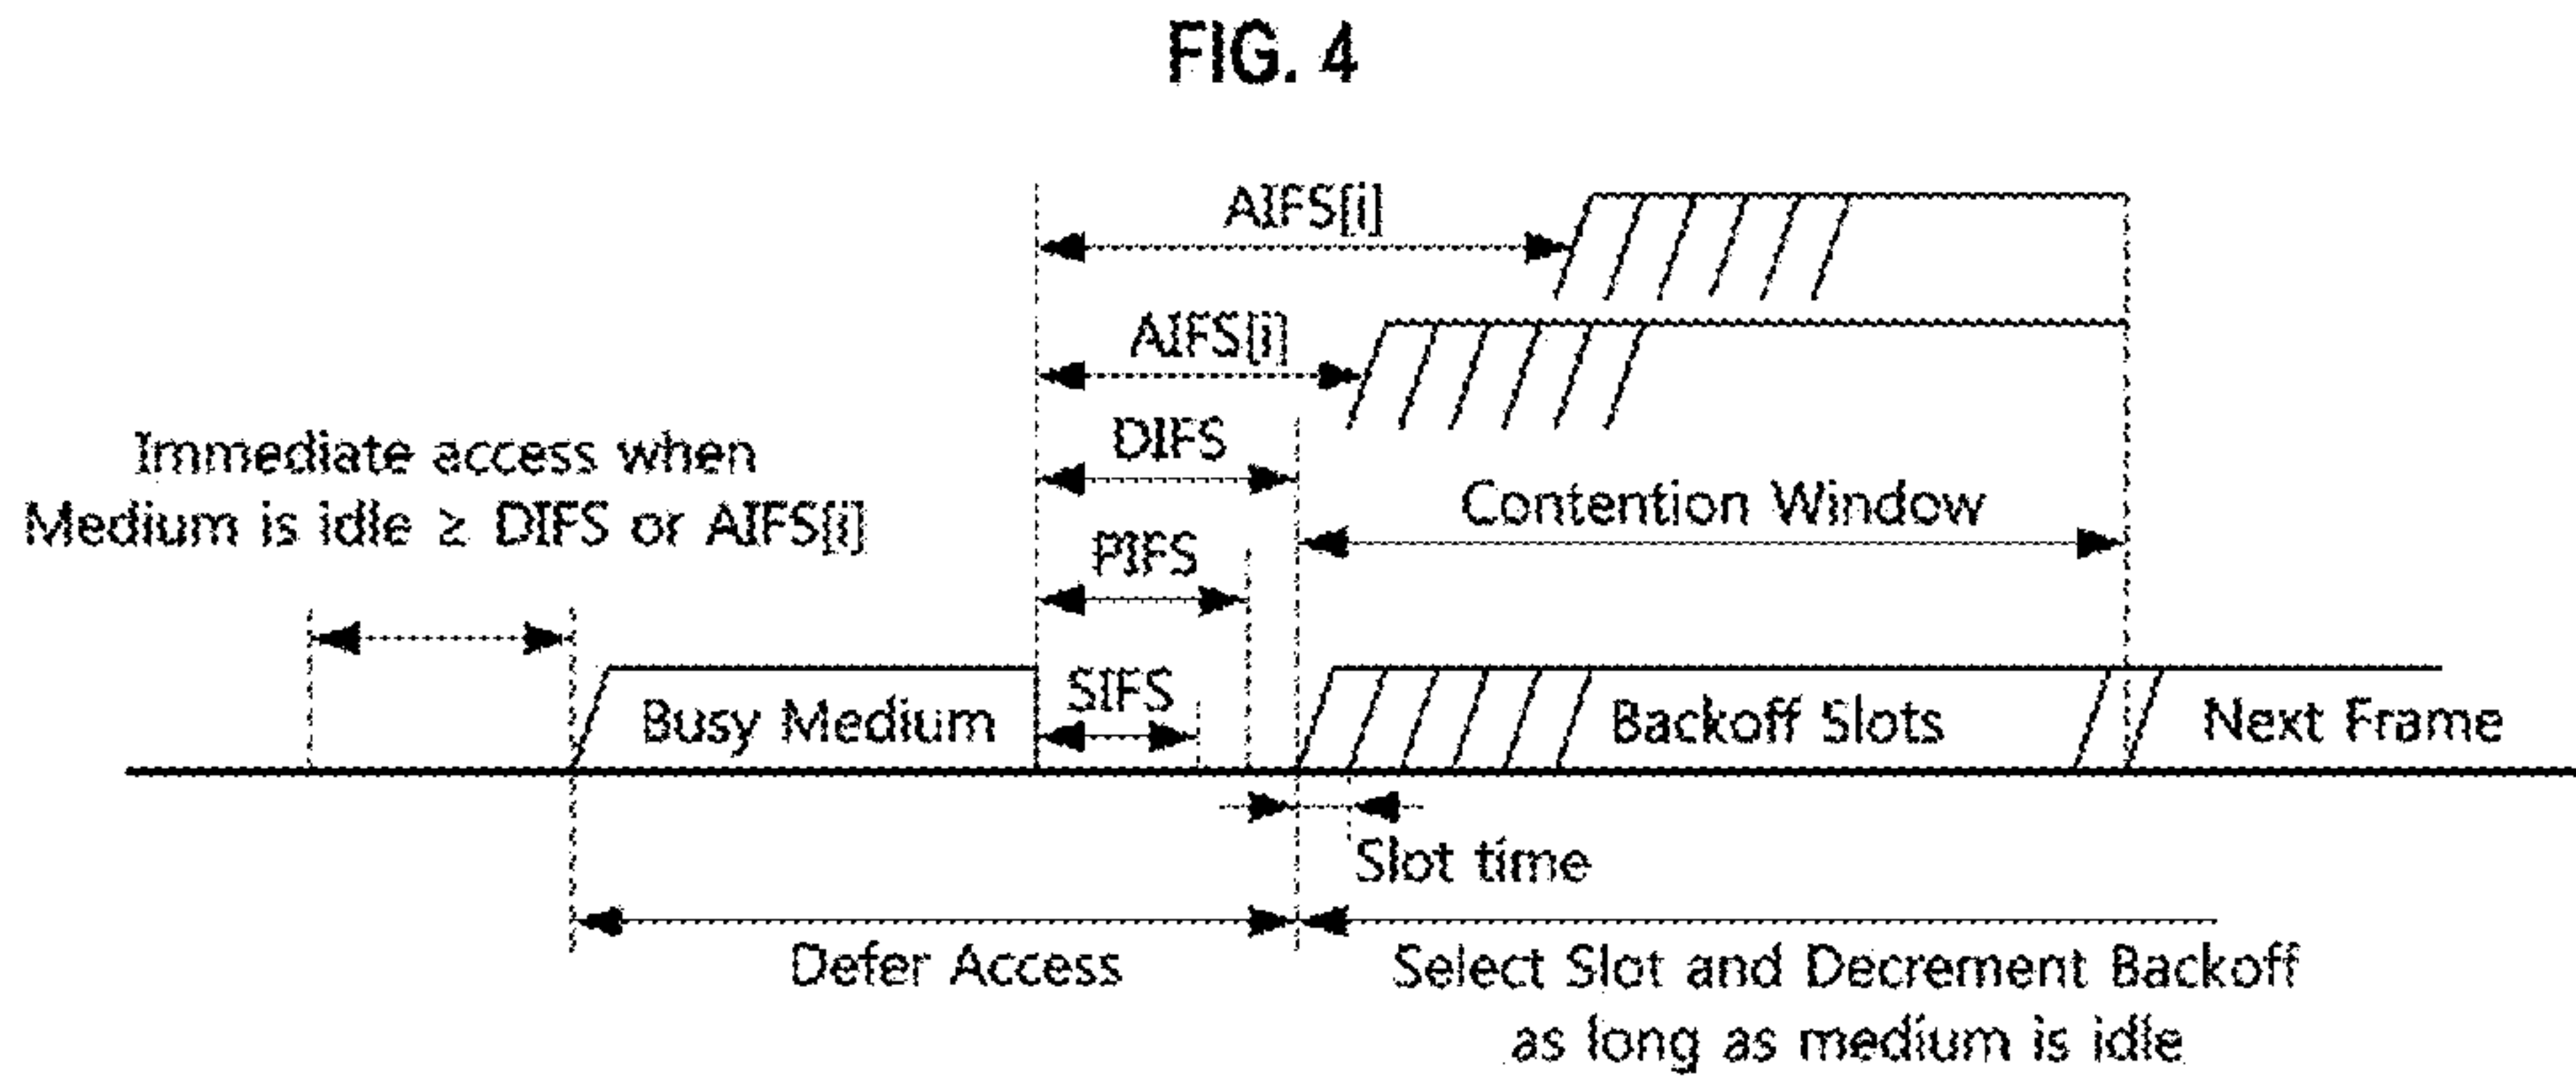 FIG. 4
AIFS[i]
AIFS[i]
DIFS
Immediate access when
Medium is idle ≥ DIFS or AIFS[i]
Contention Window
PIFS
SIFS
Busy Medium
Backoff Slots
Next Frame
Slot time
Defer Access
Select Slot and Decrement Backoff
as long as medium is idle